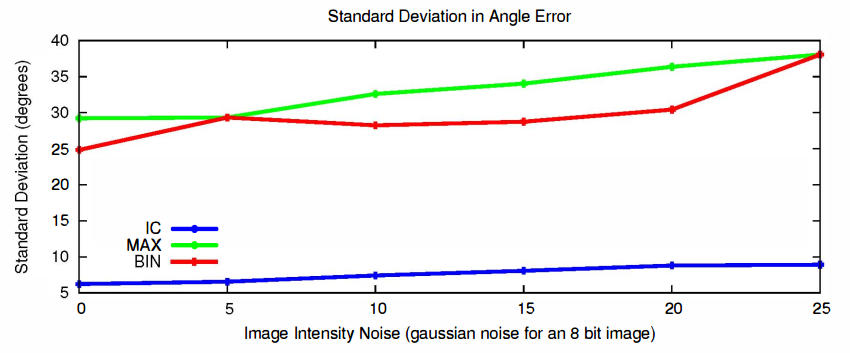 Standard Deviation in Angle Error
Standard Deviation (degrees)
40
35
30
25
20
15
10
5
IC
MAX
BIN
0 5 10 15 20 25
Image Intensity Noise (gaussian noise for an 8 bit image)